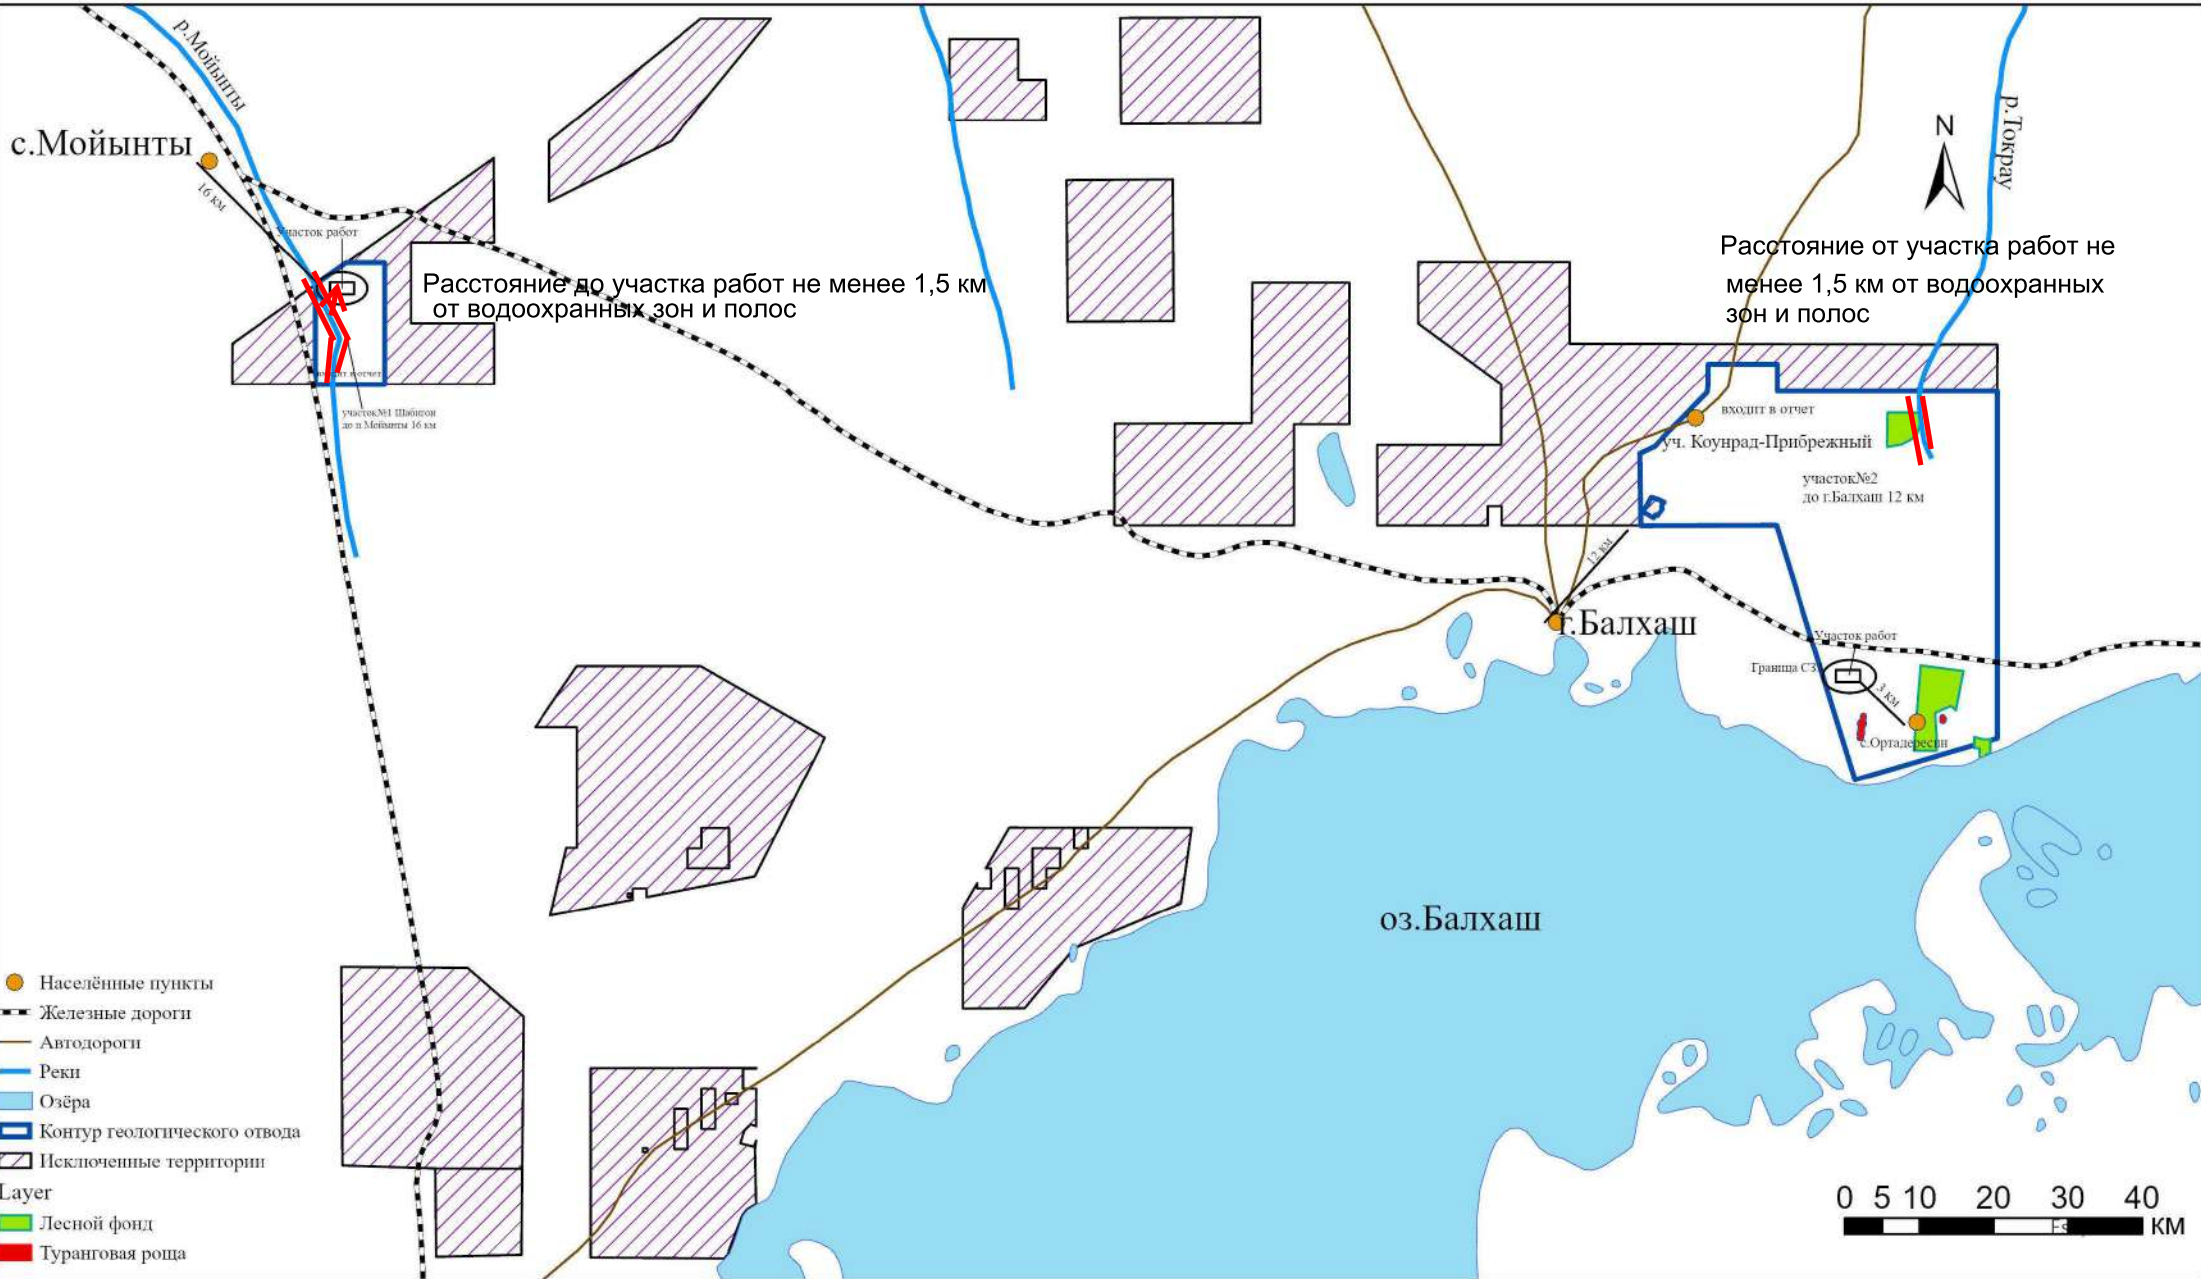 р.Мойынты
с.Мойынты
16 км
Участок работ
Расстояние до участка работ не менее 1,5 км
от водоохранных зон и полос
участок№1 Шабитон
до п.Мойынты 16 км
N
р.Токрау
Расстояние от участка работ не
менее 1,5 км от водоохранных
зон и полос
входит в отчет
уч. Коунрад-Прибрежный
участок№2
до г.Балхаш 12 км
12 км
г.Балхаш
Участок работ
Граница СЗ
3 км
с.Ортадересин
оз.Балхаш
Населённые пункты
Железные дороги
Автодороги
Реки
Озёра
Контур геологического отвода
Исключенные территории
Layer
Лесной фонд
Туранговая роща
0 5 10 20 30 40
км